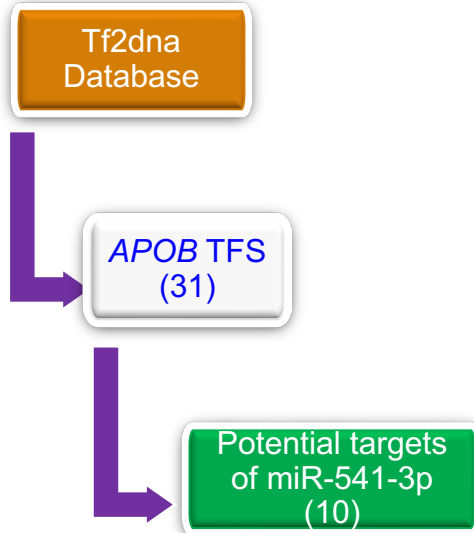 Tf2dna
Database
APOB TFS
(31)
Potential targets
of miR-541-3p
(10)